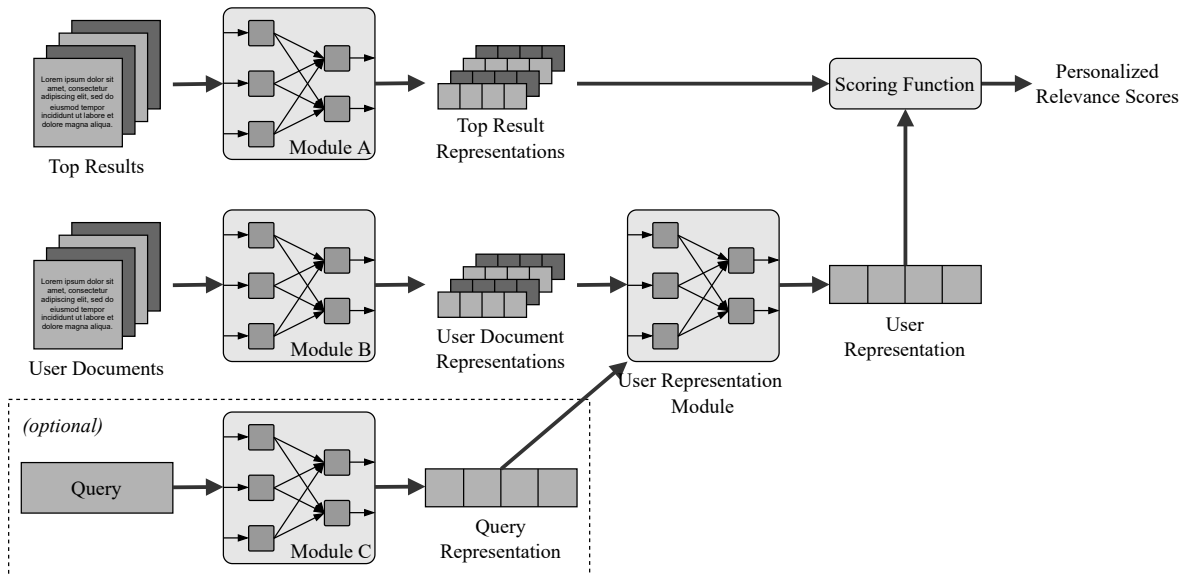 Lorem ipsum dolor sit
amet, consectetur
adipiscing elit, sed do
eiusmod tempor
incididunt ut labore et
dolore magna aliqua.
Top Results
Module A
Top Result
Representations
Scoring Function
Personalized
Relevance Scores
Lorem ipsum dolor sit
amet, consectetur
adipiscing elit, sed do
eiusmod tempor
incididunt ut labore et
dolore magna aliqua.
User Documents
Module B
User Document
Representations
User Representation
Module
User
Representation
(optional)
Query
Module C
Query
Representation